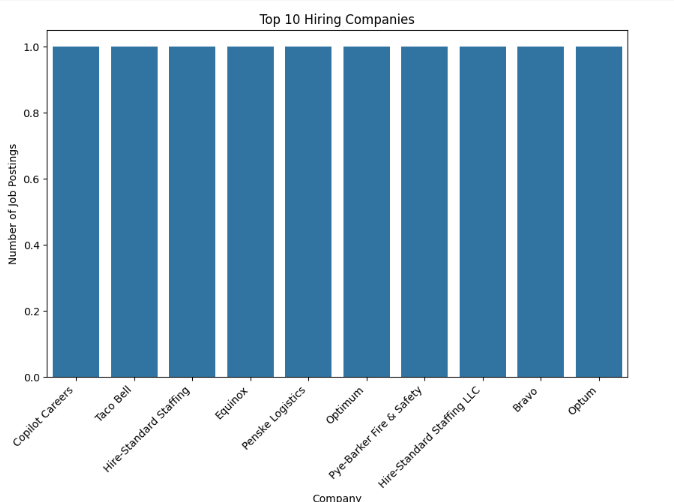 Top 10 Hiring Companies
Number of Job Postings
1.0
0.8
0.6
0.4
0.2
0.0
Copilot Careers
Taco Bell
Hire-Standard Staffing
Equinox
Penske Logistics
Optimum
Pye-Barker Fire & Safety
Hire-Standard Staffing LLC
Bravo
Optum
Company